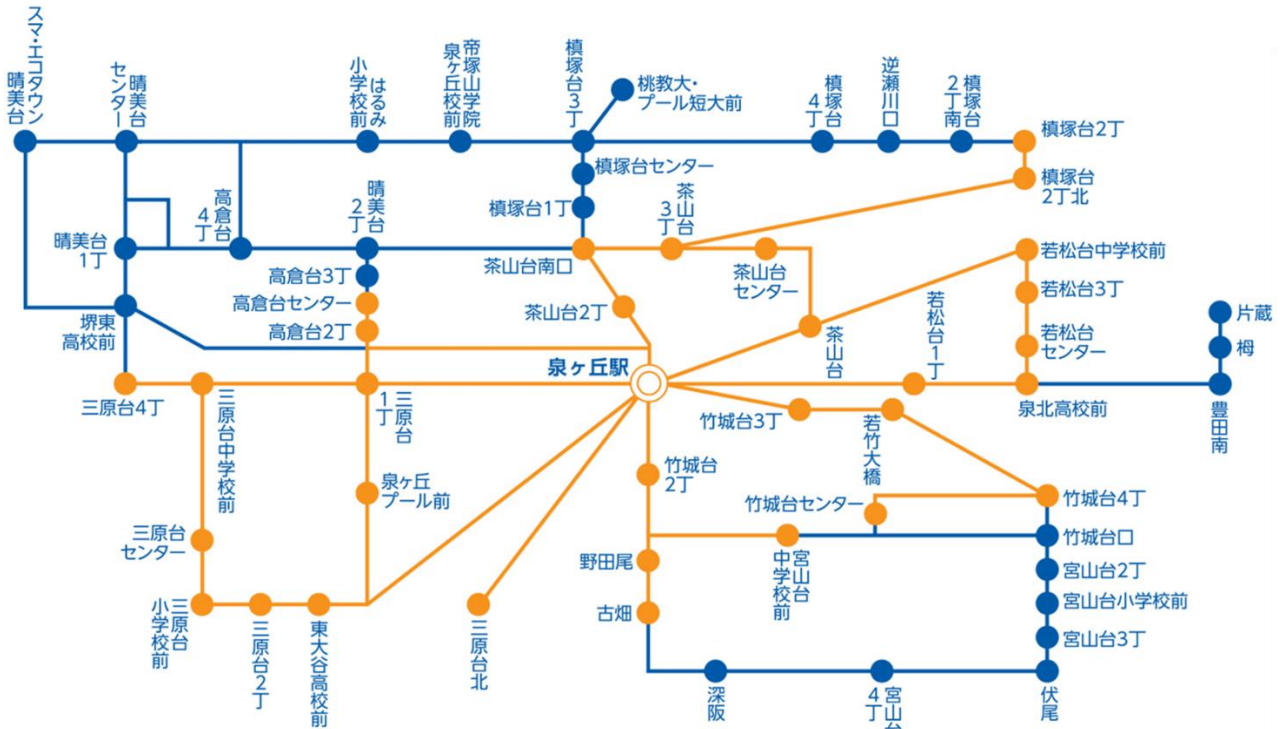 スマ・エコタウン
晴美台
晴美台
センター
はるみ
小学校前
帝塚山学院
泉ヶ丘校前
槙塚台
3丁
桃教大・
プール短大前
槙塚台
4丁
逆瀬川口
槙塚台
2丁南
槙塚台2丁
槙塚台センター
槙塚台
2丁北
高倉台
4丁
晴美台
2丁
槙塚台1丁
茶山台
3丁
晴美台
1丁
高倉台3丁
茶山台南口
茶山台
センター
若松台中学校前
高倉台センター
茶山台2丁
若松台3丁
堺東
高校前
高倉台2丁
若松台1丁
片蔵
泉ヶ丘駅
茶山台
若松台
センター
栂
三原台4丁
三原台中学校前
三原台
1丁
竹城台3丁
若竹大橋
泉北高校前
豊田南
泉ヶ丘
プール前
竹城台
2丁
竹城台センター
竹城台4丁
三原台
センター
野田尾
宮山台
中学校前
竹城台口
宮山台2丁
三原台
小学校前
三原台2丁
東大谷高校前
三原台北
古畑
宮山台小学校前
宮山台3丁
深阪
宮山台
4丁
伏尾